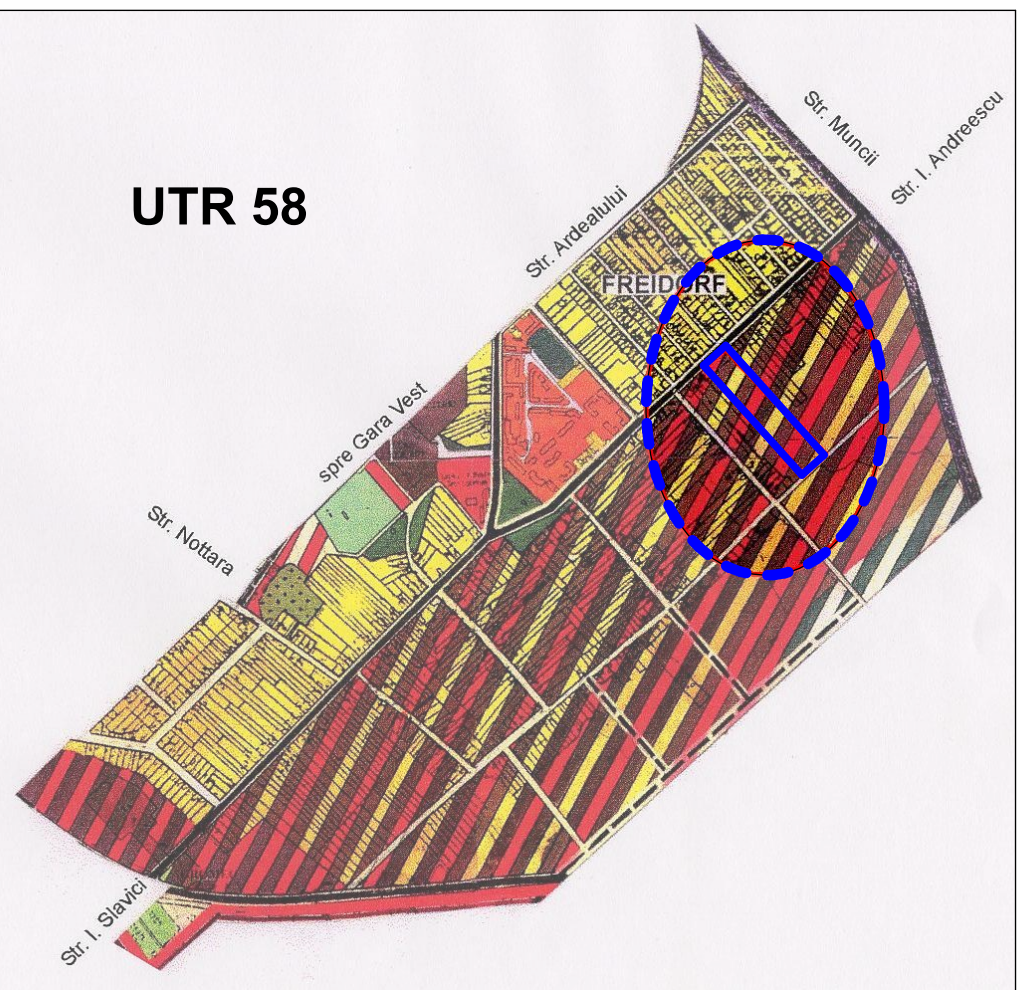 Str. Muncii
Str. I. Andreescu
UTR 58
Str. Ardealului
FREIDORF
spre Gara Vest
Str. Nottara
Str. I. Slavici